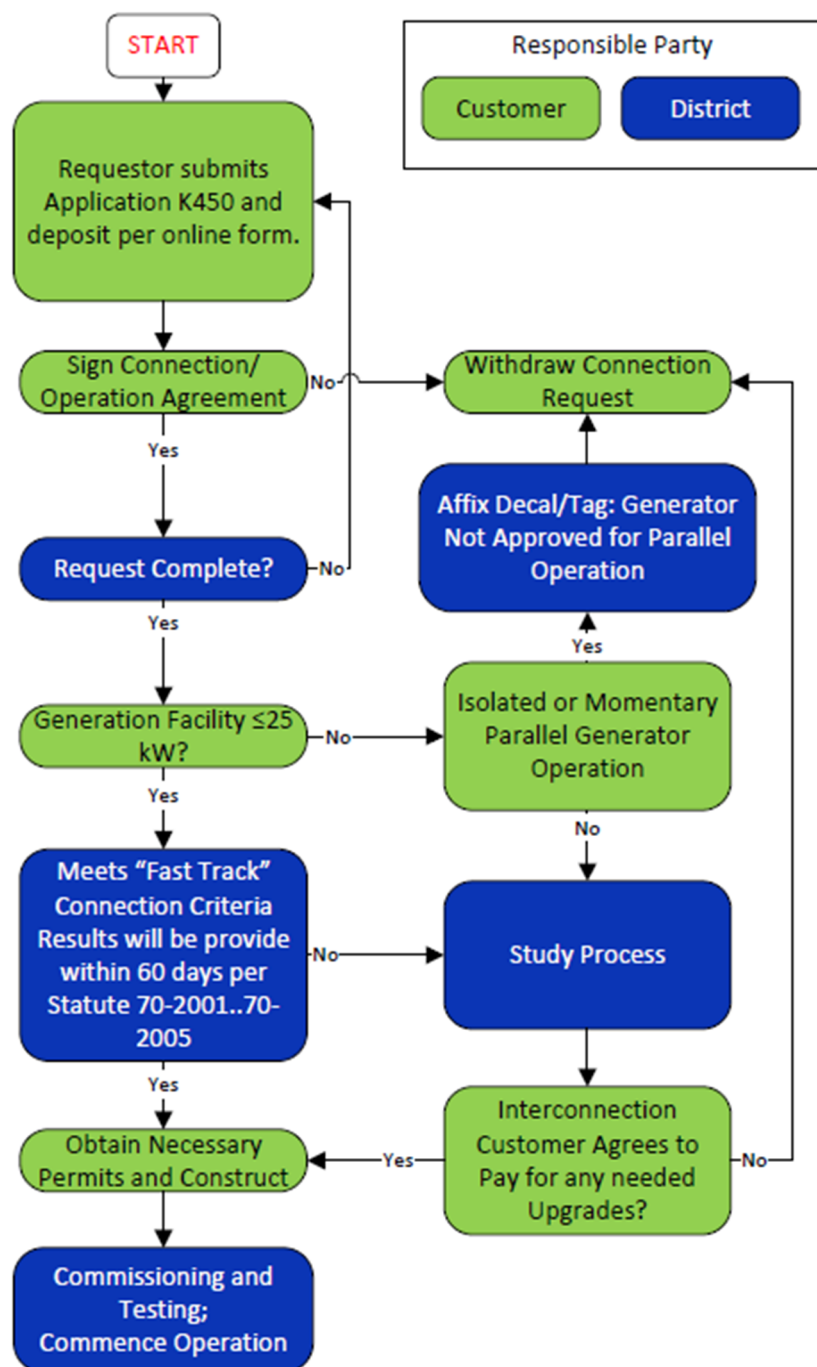 START
Responsible Party
Customer
District
Requestor submits
Application K450 and
deposit per online form.
Sign Connection/
Operation Agreement
No
Withdraw Connection
Request
Yes
Affix Decal/Tag: Generator
Not Approved for Parallel
Operation
Request Complete?
No
Yes
Yes
Generation Facility ≤25
kW?
No
Isolated or Momentary
Parallel Generator
Operation
Yes
No
Meets “Fast Track”
Connection Criteria
Results will be provide
within 60 days per
Statute 70-2001..70-
2005
No
Study Process
Yes
Obtain Necessary
Permits and Construct
Yes
Interconnection
Customer Agrees to
Pay for any needed
Upgrades?
No
Commissioning and
Testing;
Commence Operation